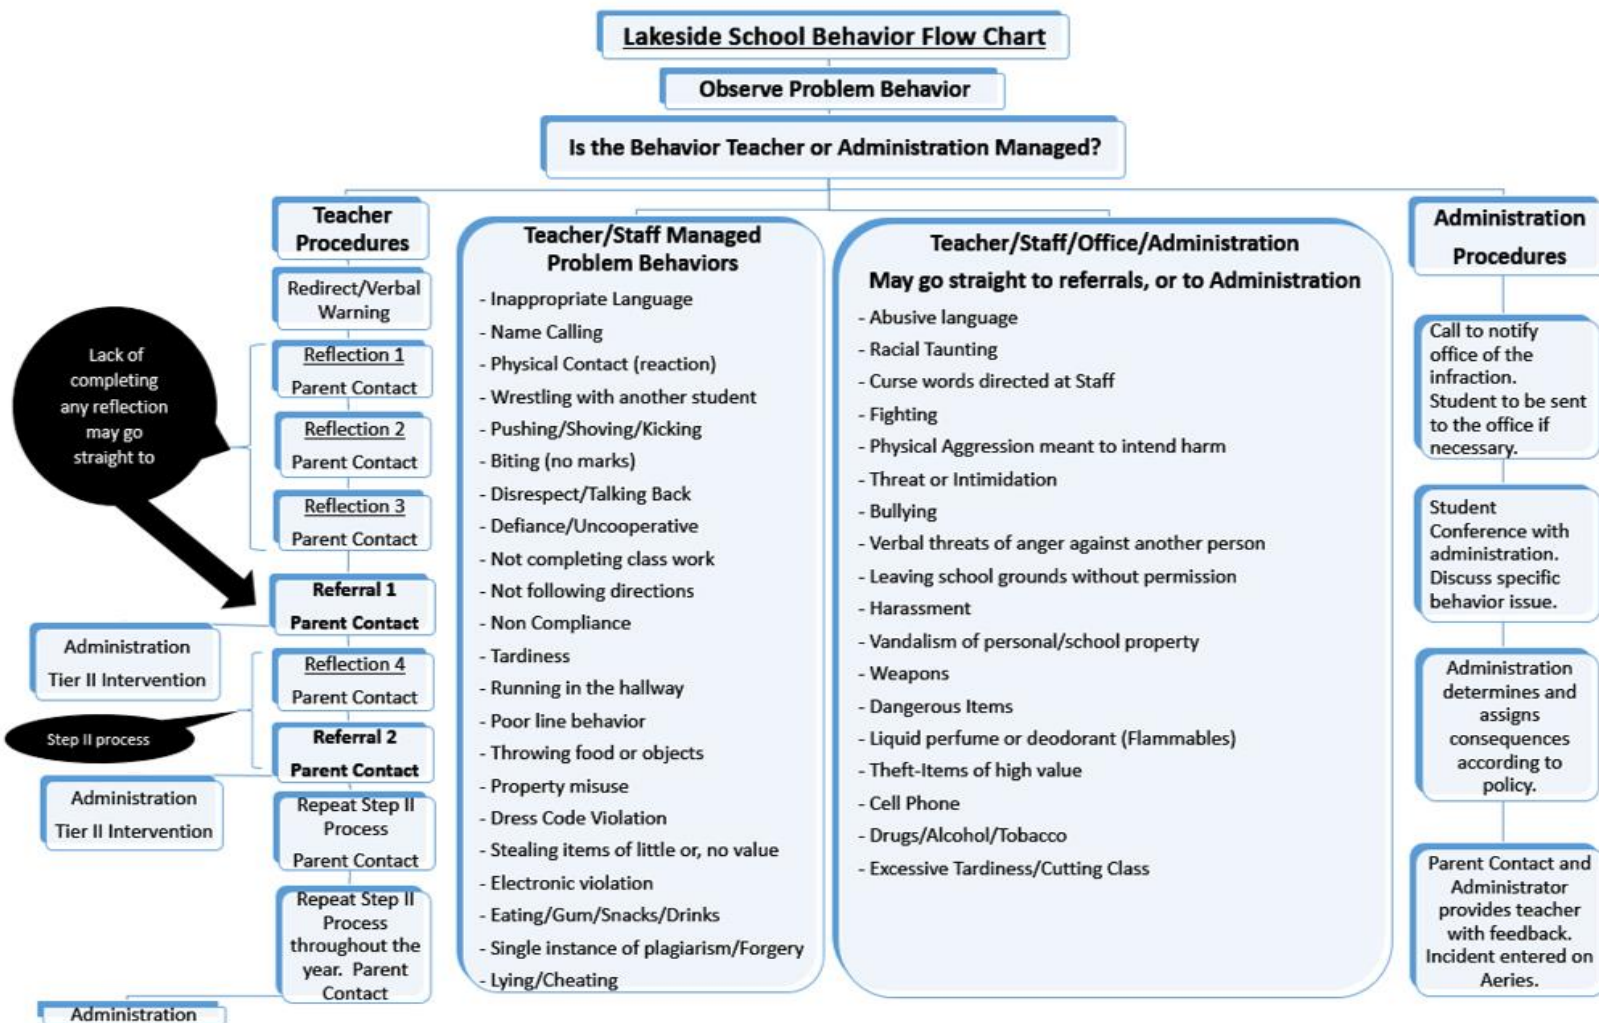 Lakeside School Behavior Flow Chart
Observe Problem Behavior
Is the Behavior Teacher or Administration Managed?
Teacher
Procedures
Redirect/Verbal
Warning
Reflection 1
Parent Contact
Reflection 2
Parent Contact
Reflection 3
Parent Contact
Referral 1
Parent Contact
Reflection 4
Parent Contact
Referral 2
Parent Contact
Repeat Step II
Process
Parent Contact
Repeat Step II
Process
throughout the
year. Parent
Contact
Lack of
completing
any reflection
may go
straight to
Administration
Tier II Intervention
Step II process
Administration
Tier II Intervention
Administration
Teacher/Staff Managed
Problem Behaviors
- Inappropriate Language
- Name Calling
- Physical Contact (reaction)
- Wrestling with another student
- Pushing/Shoving/Kicking
- Biting (no marks)
- Disrespect/Talking Back
- Defiance/Uncooperative
- Not completing class work
- Not following directions
- Non Compliance
- Tardiness
- Running in the hallway
- Poor line behavior
- Throwing food or objects
- Property misuse
- Dress Code Violation
- Stealing items of little or, no value
- Electronic violation
- Eating/Gum/Snacks/Drinks
- Single instance of plagiarism/Forgery
- Lying/Cheating
Teacher/Staff/Office/Administration
May go straight to referrals, or to Administration
- Abusive language
- Racial Taunting
- Curse words directed at Staff
- Fighting
- Physical Aggression meant to intend harm
- Threat or Intimidation
- Bullying
- Verbal threats of anger against another person
- Leaving school grounds without permission
- Harassment
- Vandalism of personal/school property
- Weapons
- Dangerous Items
- Liquid perfume or deodorant (Flammables)
- Theft-Items of high value
- Cell Phone
- Drugs/Alcohol/Tobacco
- Excessive Tardiness/Cutting Class
Administration
Procedures
Call to notify
office of the
infraction.
Student to be sent
to the office if
necessary.
Student
Conference with
administration.
Discuss specific
behavior issue.
Administration
determines and
assigns
consequences
according to
policy.
Parent Contact and
Administrator
provides teacher
with feedback.
Incident entered on
Aeries.